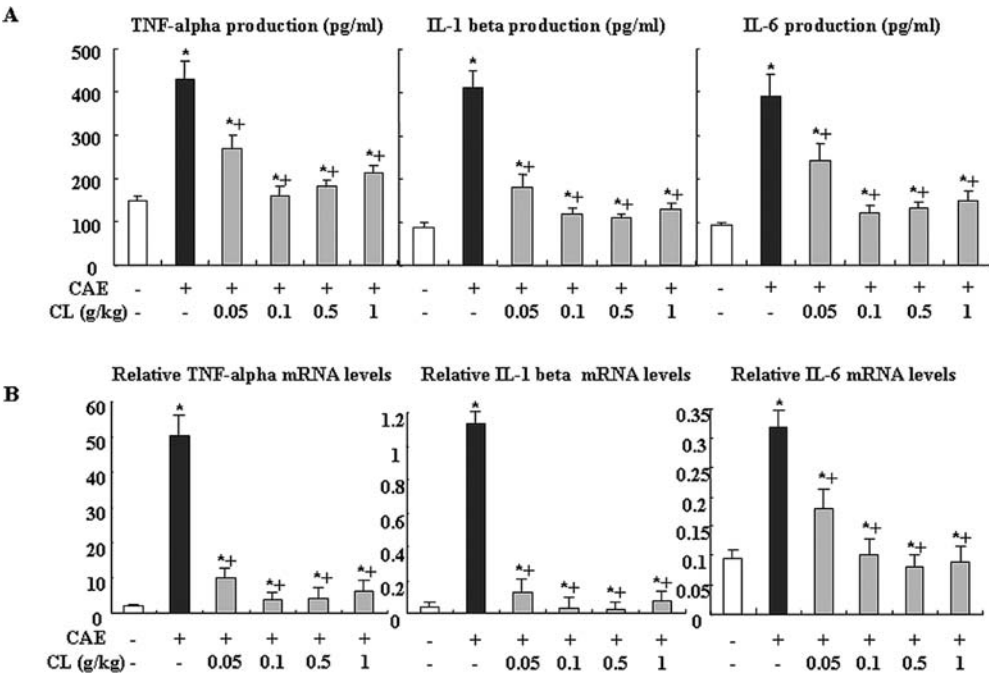 A
TNF-alpha production (pg/ml) IL-1 beta production (pg/ml) IL-6 production (pg/ml)
500
400
300
200
100
0
* *+ *+ *+ *+ * *+ *+ *+ *+ * *+ *+ *+ *+
CAE - + + + + + - + + + + + - + + + + +
CL (g/kg) - - 0.05 0.1 0.5 1 - - 0.05 0.1 0.5 1 - - 0.05 0.1 0.5 1
B
Relative TNF-alpha mRNA levels Relative IL-1 beta mRNA levels Relative IL-6 mRNA levels
60
50
40
30
20
10
0
* *+ *+ *+ *+
1.2
1
0.8
0.6
0.4
0.2
0
* *+ *+ *+ *+
0.35
0.3
0.25
0.2
0.15
0.1
0.05
0
* *+ *+ *+ *+
CAE - + + + + + - + + + + + - + + + + +
CL (g/kg) - - 0.05 0.1 0.5 1 - - 0.05 0.1 0.5 1 - - 0.05 0.1 0.5 1